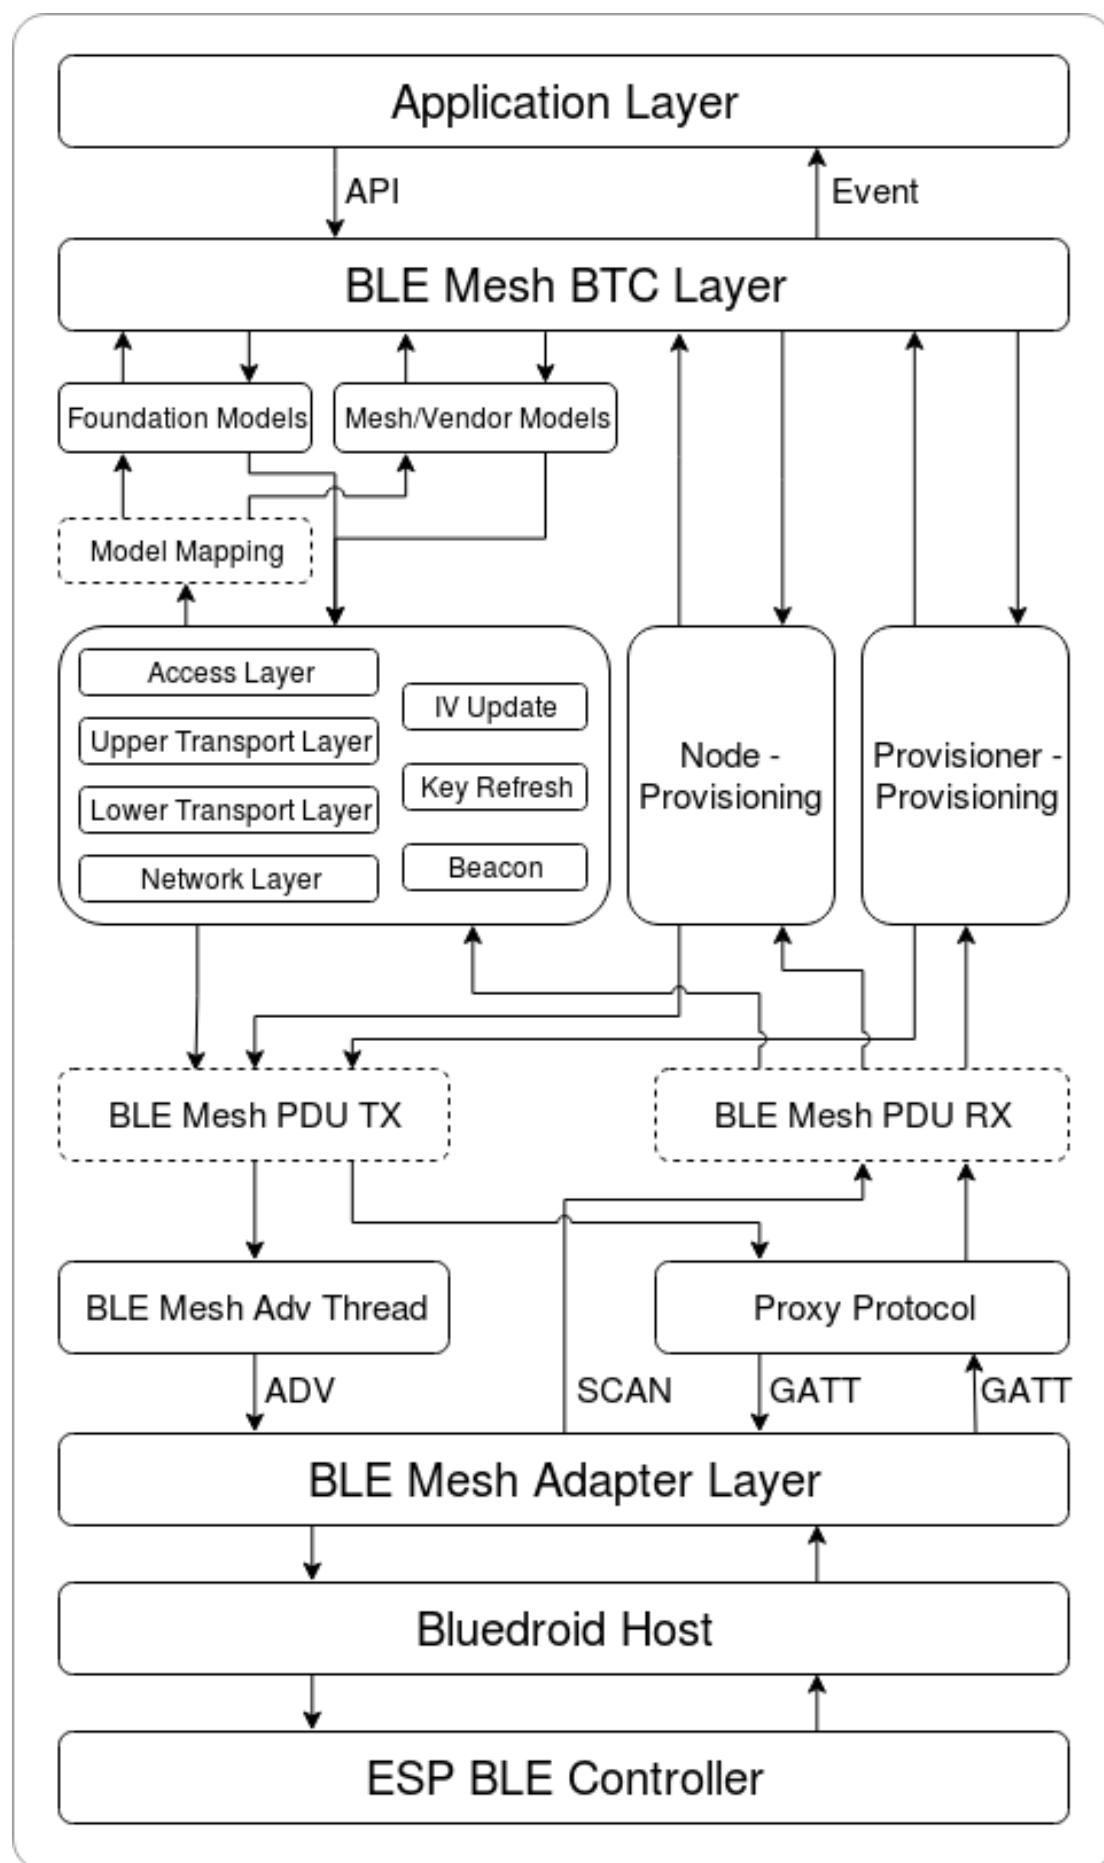 Application Layer
API
Event
BLE Mesh BTC Layer
Foundation Models
Mesh/Vendor Models
Model Mapping
Access Layer
Upper Transport Layer
Lower Transport Layer
Network Layer
IV Update
Key Refresh
Beacon
Node -
Provisioning
Provisioner -
Provisioning
BLE Mesh PDU TX
BLE Mesh PDU RX
BLE Mesh Adv Thread
Proxy Protocol
ADV
SCAN
GATT
GATT
BLE Mesh Adapter Layer
Bluedroid Host
ESP BLE Controller